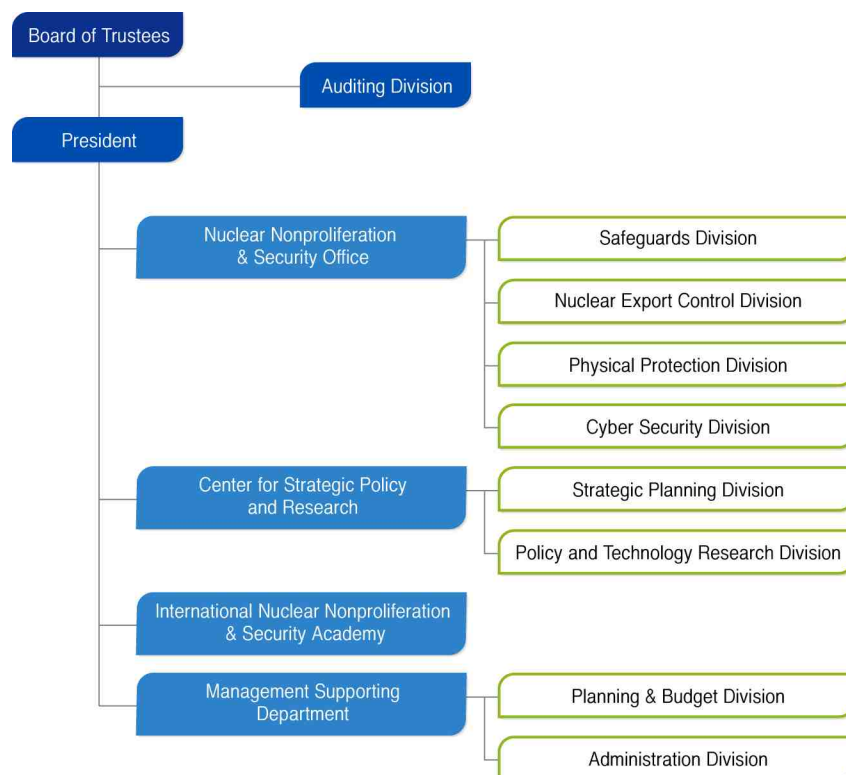 Board of Trustees
Auditing Division
President
Nuclear Nonproliferation
& Security Office
Safeguards Division
Nuclear Export Control Division
Physical Protection Division
Cyber Security Division
Center for Strategic Policy
and Research
Strategic Planning Division
Policy and Technology Research Division
International Nuclear Nonproliferation
& Security Academy
Management Supporting
Department
Planning & Budget Division
Administration Division